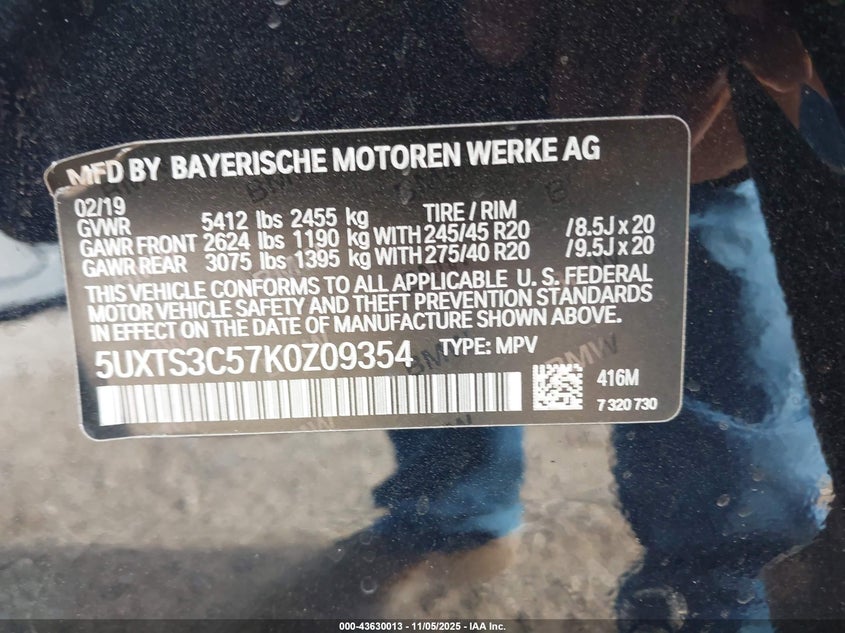 MFD BY BAYERISCHE MOTOREN WERKE AG
02/19 TIRE / RIM
GVWR 5412 lbs 2455 kg
GAWR FRONT 2624 lbs 1190 kg WITH 245/45 R20 /8.5J x 20
GAWR REAR 3075 lbs 1395 kg WITH 275/40 R20 /9.5J x 20
THIS VEHICLE CONFORMS TO ALL APPLICABLE U. S. FEDERAL
MOTOR VEHICLE SAFETY AND THEFT PREVENTION STANDARDS
IN EFFECT ON THE DATE OF MANUFACTURE SHOWN ABOVE.
5UXTS3C57K0Z09354 TYPE: MPV
416M
7 320 730
000-43630013 - 11/05/2025 - IAA Inc.